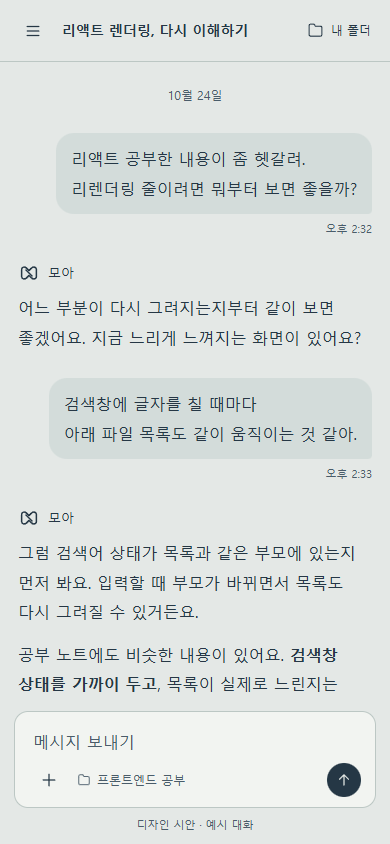 리액트 렌더링, 다시 이해하기
내 폴더
10월 24일
리액트 공부한 내용이 좀 헷갈려.
리렌더링 줄이려면 뭐부터 보면 좋을까?
오후 2:32
모아
어느 부분이 다시 그려지는지부터 같이 보면
좋겠어요. 지금 느리게 느껴지는 화면이 있어요?
검색창에 글자를 칠 때마다
아래 파일 목록도 같이 움직이는 것 같아.
오후 2:33
모아
그럼 검색어 상태가 목록과 같은 부모에 있는지
먼저 봐요. 입력할 때 부모가 바뀌면서 목록도
다시 그려질 수 있거든요.
공부 노트에도 비슷한 내용이 있어요. 검색창
상태를 가까이 두고, 목록이 실제로 느린지는
메시지 보내기
프론트엔드 공부
디자인 시안 · 예시 대화